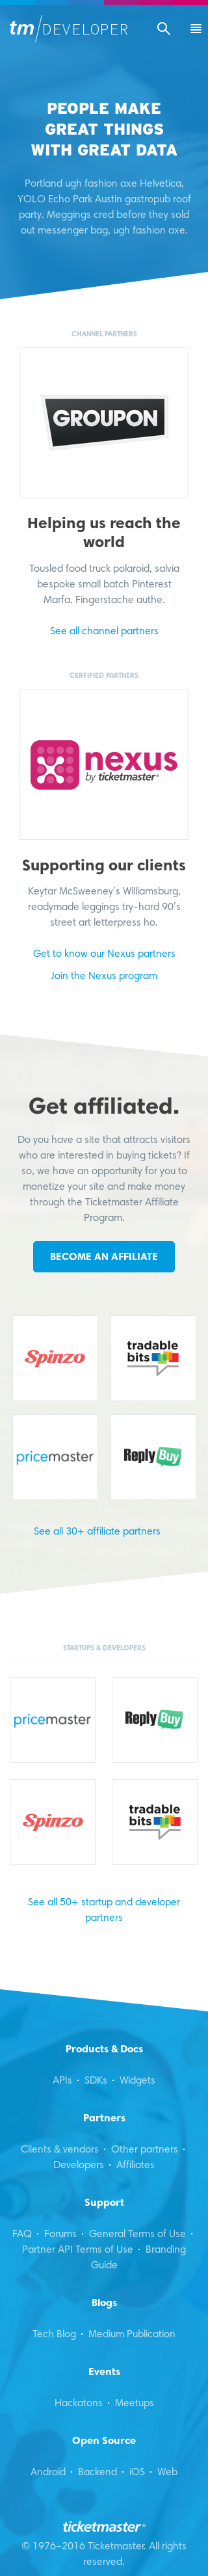 tm/DEVELOPER
PEOPLE MAKE
GREAT THINGS
WITH GREAT DATA
Portland ugh fashion axe Helvetica,
YOLO Echo Park Austin gastropub roof
party. Meggings cred before they sold
out messenger bag, ugh fashion axe.
CHANNEL PARTNERS
GROUPON
Helping us reach the
world
Tousled food truck polaroid, salvia
bespoke small batch Pinterest
Marfa. Fingerstache authe.
See all channel partners
CERFIFIED PARTNERS
nexus
by ticketmaster®
Supporting our clients
Keytar McSweeney's Williamsburg,
readymade leggings try-hard 90's
street art letterpress ho.
Get to know our Nexus partners
Join the Nexus program
Get affiliated.
Do you have a site that attracts visitors
who are interested in buying tickets? If
so, we have an opportunity for you to
monetize your site and make money
through the Ticketmaster Affiliate
Program.
BECOME AN AFFILIATE
Spinzo
tradable
bits
pricemaster
ReplyBuy
See all 30+ affiliate partners
STARTUPS & DEVELOPERS
pricemaster
ReplyBuy
Spinzo
tradable
bits
See all 50+ startup and developer
partners
Products & Docs
APIs • SDKs • Widgets
Partners
Clients & vendors • Other partners •
Developers • Affiliates
Support
FAQ • Forums • General Terms of Use •
Partner API Terms of Use • Branding
Guide
Blogs
Tech Blog • Medium Publication
Events
Hackatons • Meetups
Open Source
Android • Backend • iOS • Web
ticketmaster®
© 1976–2016 Ticketmaster. All rights
reserved.